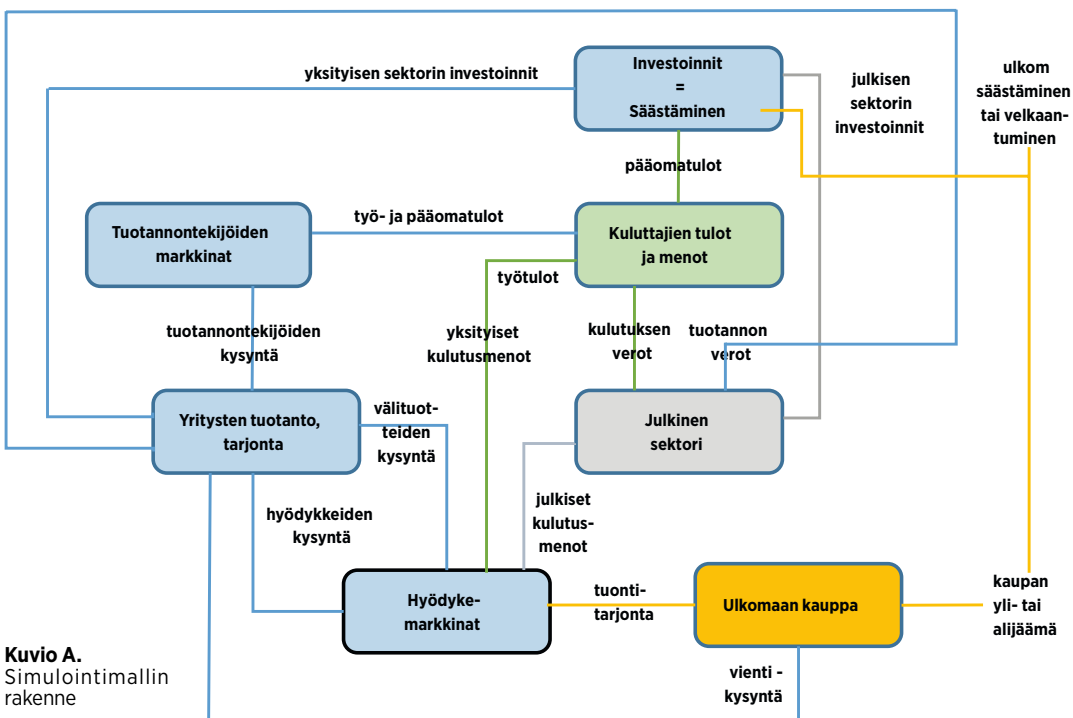 yksityisen sektorin investoinnit
Investoinnit
=
Säästäminen
julkisen
sektorin
investoinnit
ulkom
säästäminen
tai velkaan-
tuminen
pääomatulot
Tuotannontekijöiden
markkinat
työ- ja pääomatulot
Kuluttajien tulot
ja menot
työtulot
tuotannontekijöiden
kysyntä
yksityiset
kulutusmenot
kulutuksen
verot
tuotannon
verot
Yritysten tuotanto,
tarjonta
välituot-
teiden
kysyntä
Julkinen
sektori
hyödykkeiden
kysyntä
julkiset
kulutus-
menot
Hyödyke-
markkinat
tuonti-
tarjonta
Ulkomaan kauppa
kaupan
yli- tai
alijäämä
vienti -
kysyntä
Kuvio A.
Simulointimallin
rakenne